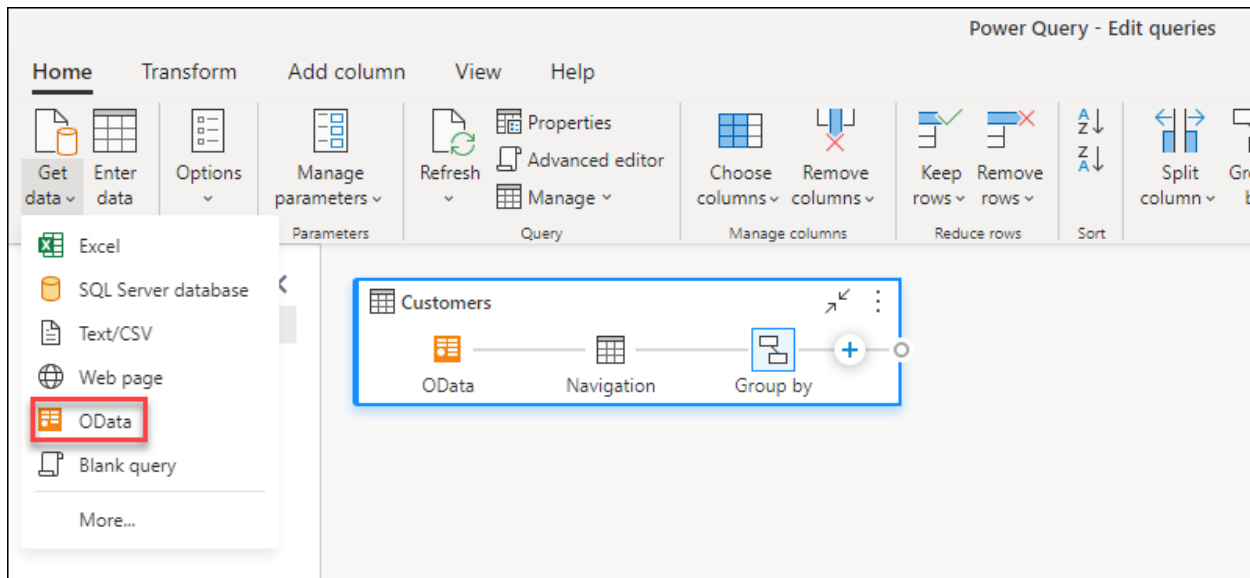 Power Query - Edit queries
Home Transform Add column View Help
Get data
Enter data
Options
Manage parameters
Refresh
Properties
Advanced editor
Manage
Choose columns
Remove columns
Keep rows
Remove rows
A Z
Z A
Split column
Parameters
Query
Manage columns
Reduce rows
Sort
Excel
SQL Server database
Text/CSV
Web page
OData
Blank query
More...
Customers
OData
Navigation
Group by